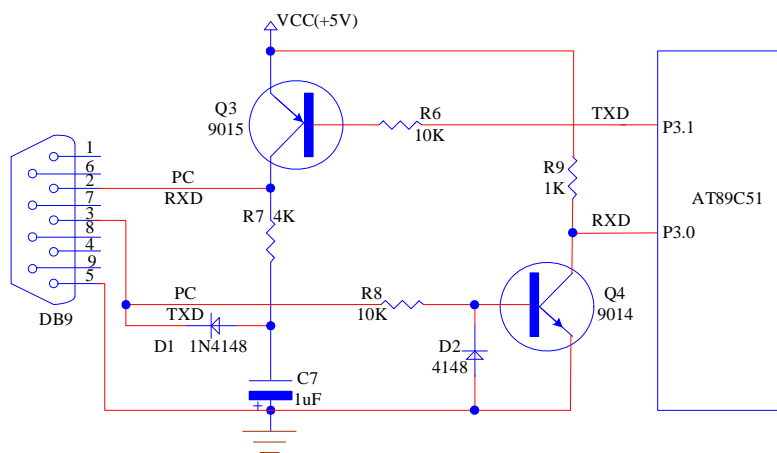 VCC(+5V)
Q3
9015
R6
10K
TXD
P3.1
1
6
2
7
3
8
4
9
5
DB9
PC
RXD
R7 4K
R9
1K
RXD
P3.0
AT89C51
PC
TXD
R8
10K
Q4
9014
D1 1N4148
D2
4148
C7
1uF
+